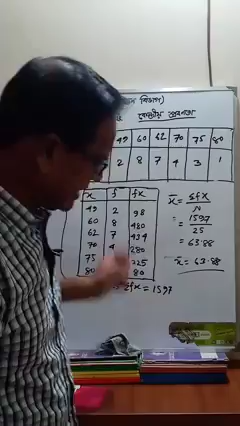 বিভাগ)
কেন্দ্রীয় প্রবণতা
49 60 62 70 75 80
2 8 7 4 3 1
x f fx
49 2 98
60 8 480
62 7 434
70 4 280
75 225
80 80
Σfx = 1597
x̄ = Σfx / N
= 1597 / 25
= 63·88
x̄ = 63·88